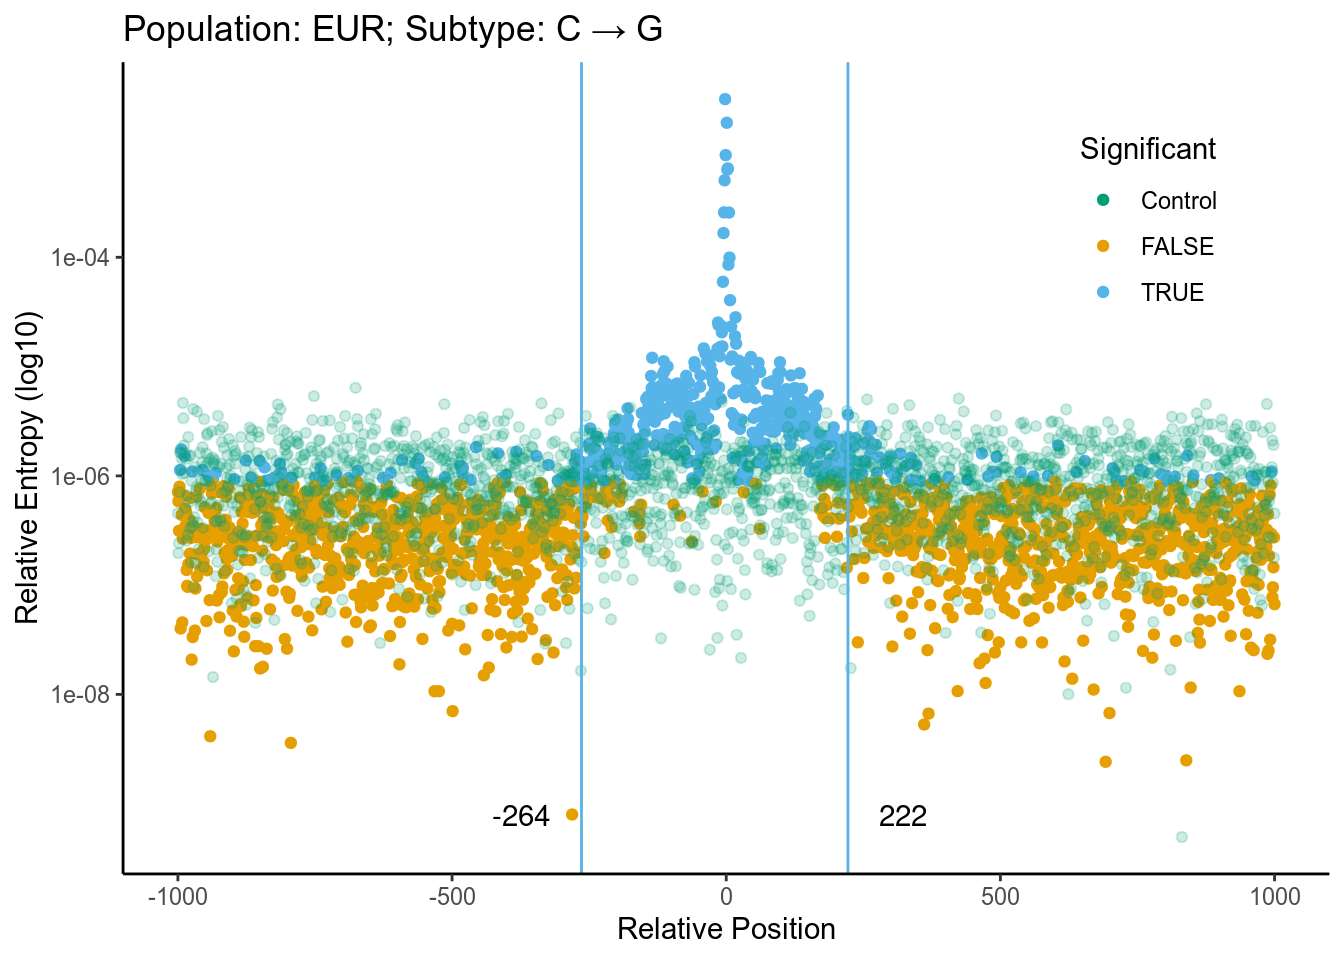 Population: EUR; Subtype: C → G
Significant
Control
FALSE
TRUE
Relative Entropy (log10)
1e-04
1e-06
1e-08
-264
222
-1000
-500
0
500
1000
Relative Position